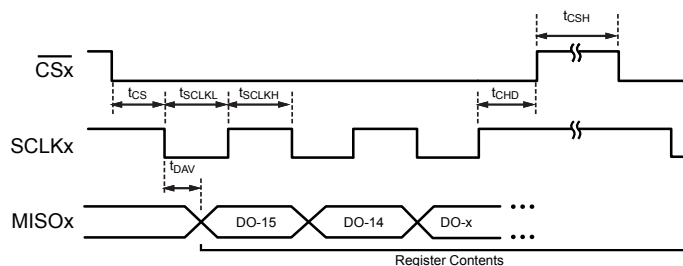 tCSH
CSx
tCS tSCLKL tSCLKH tCHD
SCLKx
tDAV
MISOx DO-15 DO-14 DO-x
Register Contents